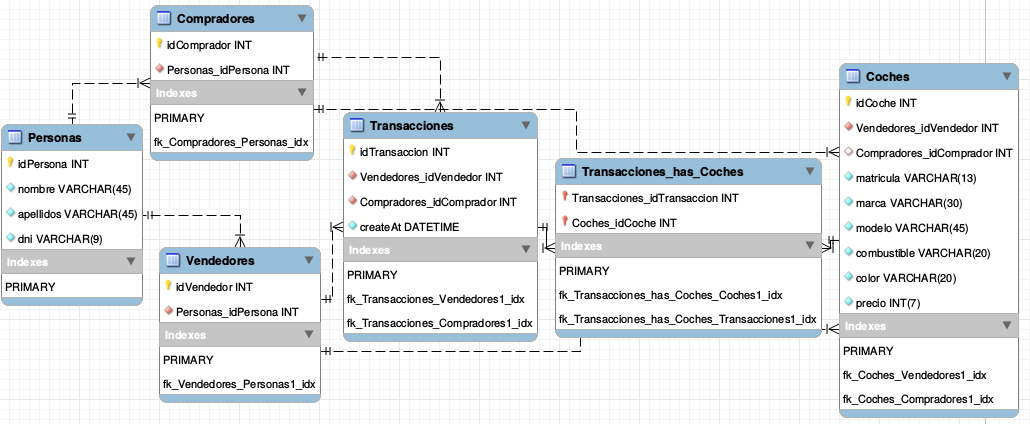 Compradores
idComprador INT
Personas_idPersona INT
Indexes
PRIMARY
fk_Compradores_Personas_idx
Personas
idPersona INT
nombre VARCHAR(45)
apellidos VARCHAR(45)
dni VARCHAR(9)
Indexes
PRIMARY
Vendedores
idVendedor INT
Personas_idPersona INT
Indexes
PRIMARY
fk_Vendedores_Personas1_idx
Transacciones
idTransaccion INT
Vendedores_idVendedor INT
Compradores_idComprador INT
createAt DATETIME
Indexes
PRIMARY
fk_Transacciones_Vendedores1_idx
fk_Transacciones_Compradores1_idx
Transacciones_has_Coches
Transacciones_idTransaccion INT
Coches_idCoche INT
Indexes
PRIMARY
fk_Transacciones_has_Coches_Coches1_idx
fk_Transacciones_has_Coches_Transacciones1_idx
Coches
idCoche INT
Vendedores_idVendedor INT
Compradores_idComprador INT
matricula VARCHAR(13)
marca VARCHAR(30)
modelo VARCHAR(45)
combustible VARCHAR(20)
color VARCHAR(20)
precio INT(7)
Indexes
PRIMARY
fk_Coches_Vendedores1_idx
fk_Coches_Compradores1_idx